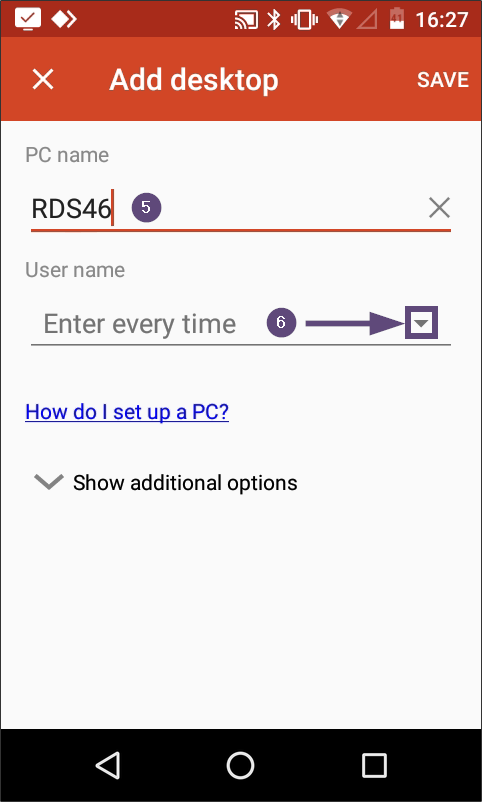 16:27
Add desktop SAVE
PC name
RDS46 5
User name
Enter every time 6
How do I set up a PC?
Show additional options